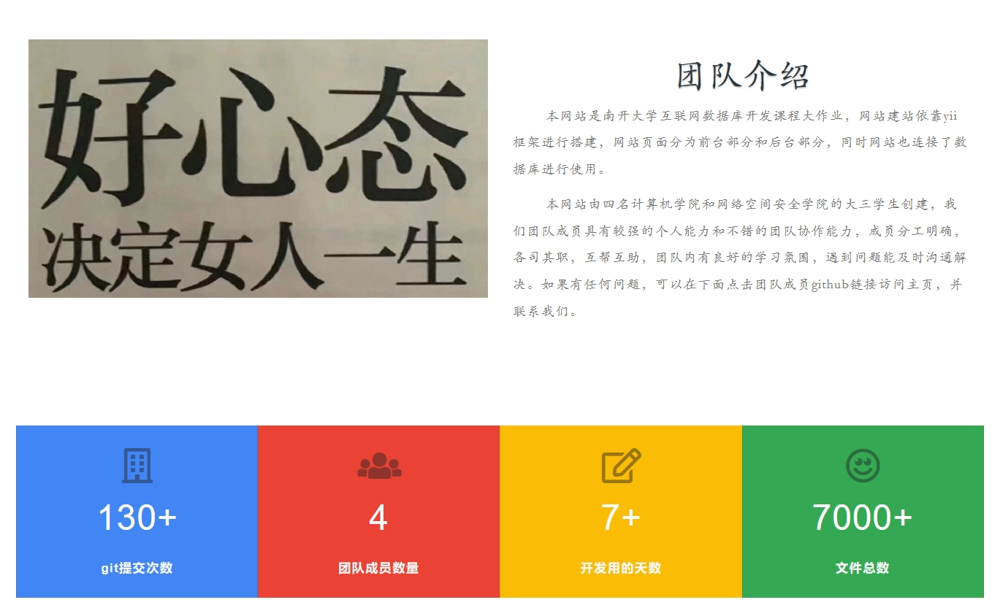 好心态
决定女人一生
团队介绍
本网站是南开大学互联网数据库开发课程大作业，网站建站依靠yii
框架进行搭建，网站页面分为前台部分和后台部分，同时网站也连接了数
据库进行使用。
本网站由四名计算机学院和网络空间安全学院的大三学生创建，我
们团队成员具有较强的个人能力和不错的团队协作能力，成员分工明确，
各司其职，互帮互助，团队内有良好的学习氛围，遇到问题能及时沟通解
决。如果有任何问题，可以在下面点击团队成员github链接访问主页，并
联系我们。
130+
git提交次数
4
团队成员数量
7+
开发用的天数
7000+
文件总数